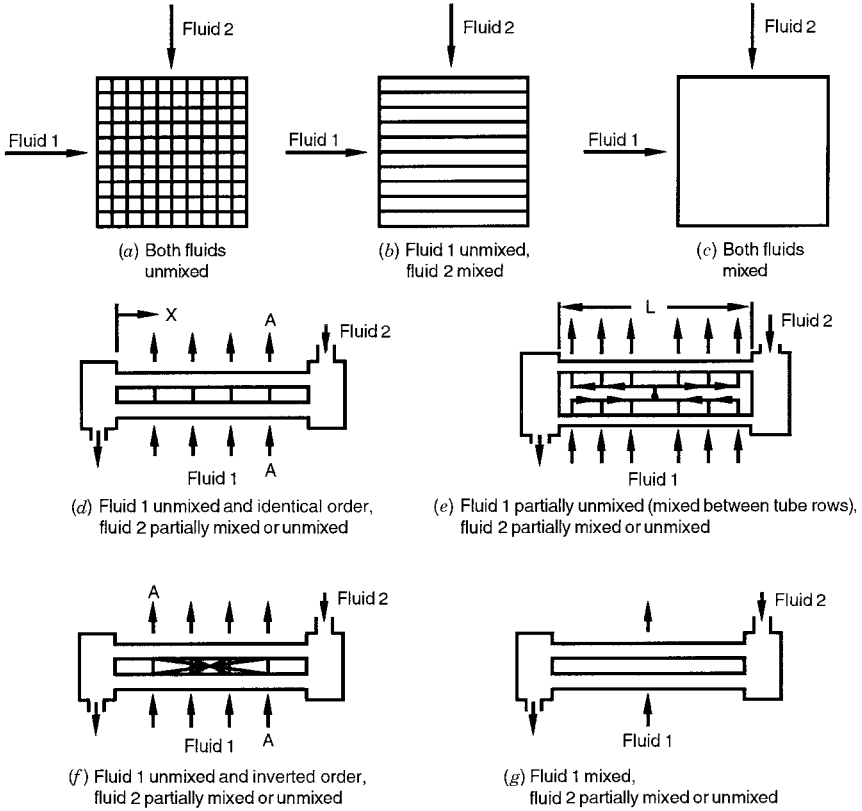 Fluid 2
Fluid 2
Fluid 2
Fluid 1
Fluid 1
Fluid 1
(a) Both fluids
unmixed
(b) Fluid 1 unmixed,
fluid 2 mixed
(c) Both fluids
mixed
X
A
Fluid 2
Fluid 1
A
(d) Fluid 1 unmixed and identical order,
fluid 2 partially mixed or unmixed
L
Fluid 2
Fluid 1
(e) Fluid 1 partially unmixed (mixed between tube rows),
fluid 2 partially mixed or unmixed
A
Fluid 2
Fluid 1
A
(f) Fluid 1 unmixed and inverted order,
fluid 2 partially mixed or unmixed
Fluid 2
Fluid 1
(g) Fluid 1 mixed,
fluid 2 partially mixed or unmixed